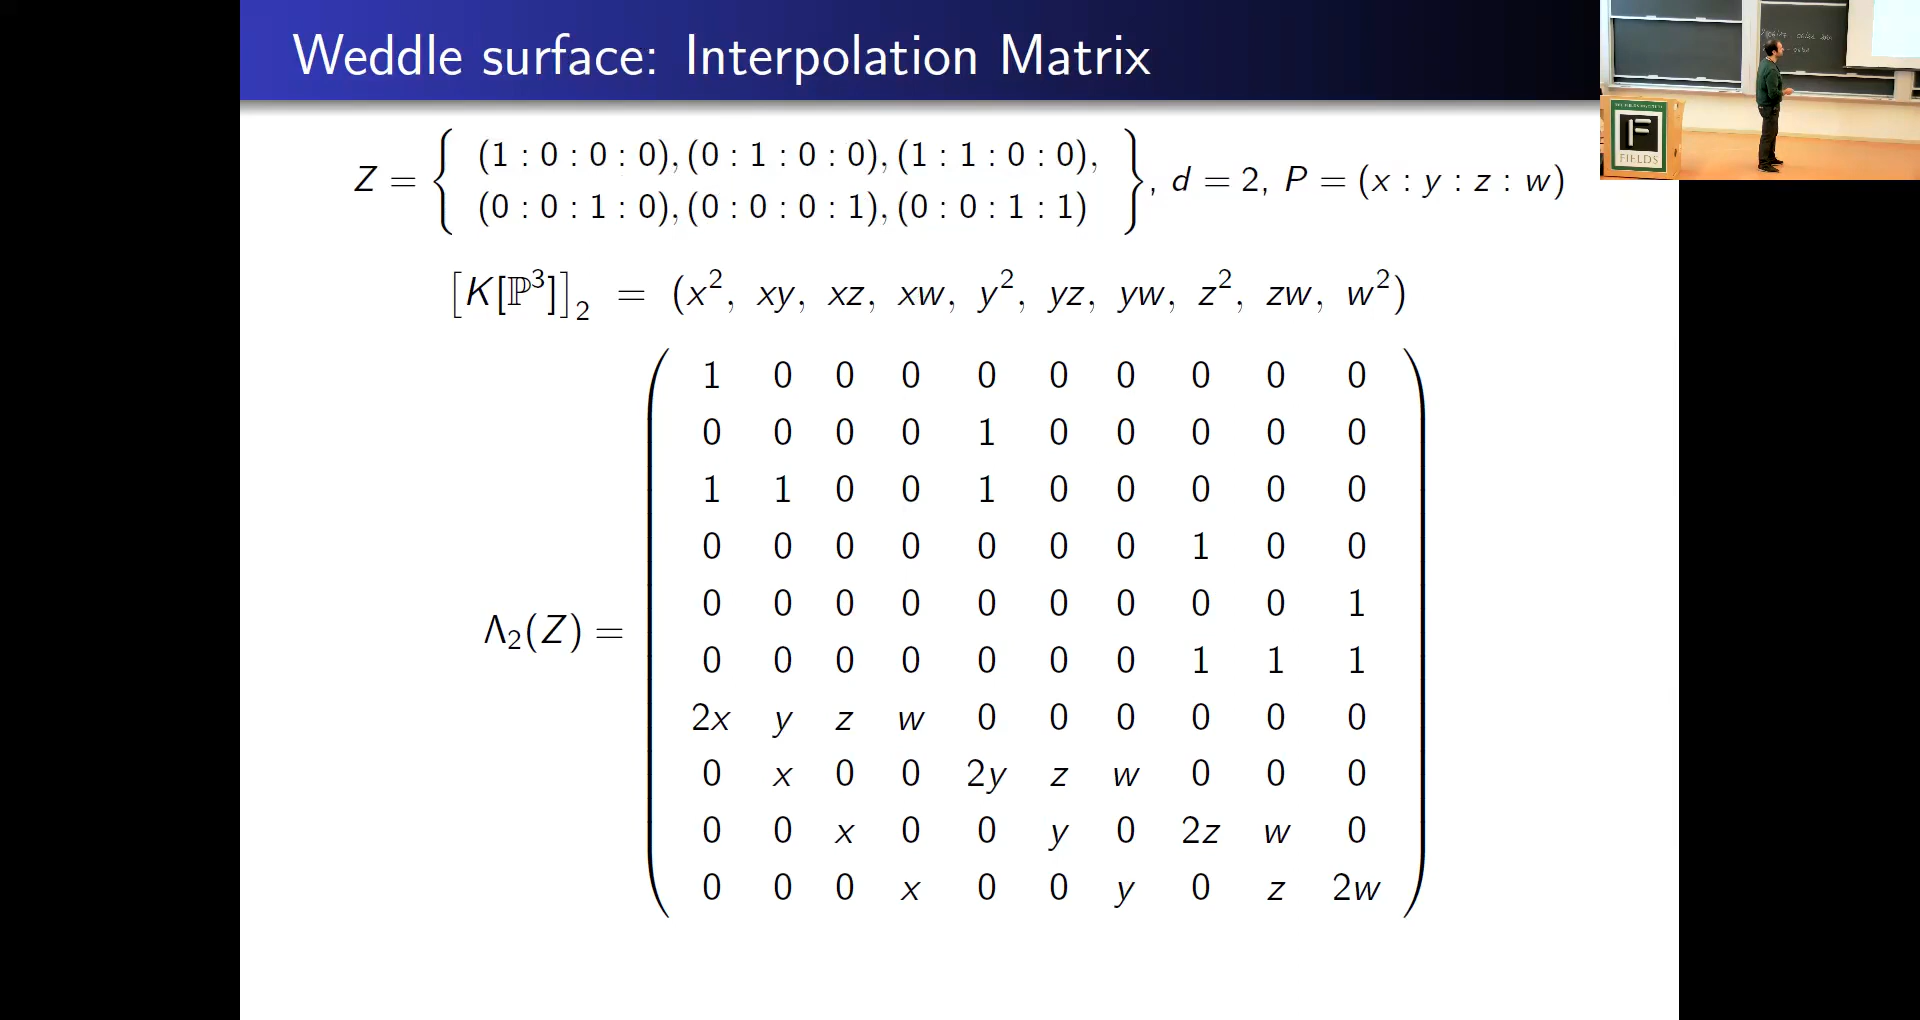 Weddle surface: Interpolation Matrix
Z = { (1 : 0 : 0 : 0), (0 : 1 : 0 : 0), (1 : 1 : 0 : 0),
(0 : 0 : 1 : 0), (0 : 0 : 0 : 1), (0 : 0 : 1 : 1) }, d = 2, P = (x : y : z : w)
[K[ℙ³]]₂ = (x², xy, xz, xw, y², yz, yw, z², zw, w²)
Λ₂(Z) =
1 0 0 0 0 0 0 0 0 0
0 0 0 0 1 0 0 0 0 0
1 1 0 0 1 0 0 0 0 0
0 0 0 0 0 0 0 1 0 0
0 0 0 0 0 0 0 0 0 1
0 0 0 0 0 0 0 1 1 1
2x y z w 0 0 0 0 0 0
0 x 0 0 2y z w 0 0 0
0 0 x 0 0 y 0 2z w 0
0 0 0 x 0 0 y 0 z 2w
F
FIELDS